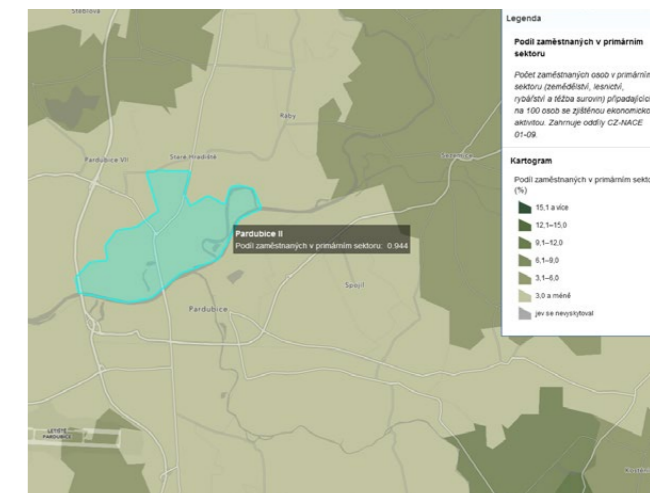 Steblová
Ráby
Pardubice VII
Staré Hradiště
Pardubice II
Podíl zaměstnaných v primárním sektoru: 0.944
Spojil
Pardubice
LETIŠTĚ
PARDUBICE
Legenda
Podíl zaměstnaných v primárním
sektoru
Počet zaměstnaných osob v primárním
sektoru (zemědělství, lesnictví,
rybářství a těžba surovin) připadajících
na 100 osob se zjištěnou ekonomickou
aktivitou. Zahrnuje oddíly CZ-NACE
01-09.
Kartogram
Podíl zaměstnaných v primárním sekto
(%)
15,1 a více
12,1–15,0
9,1–12,0
6,1–9,0
3,1–6,0
3,0 a méně
jev se nevyskytoval